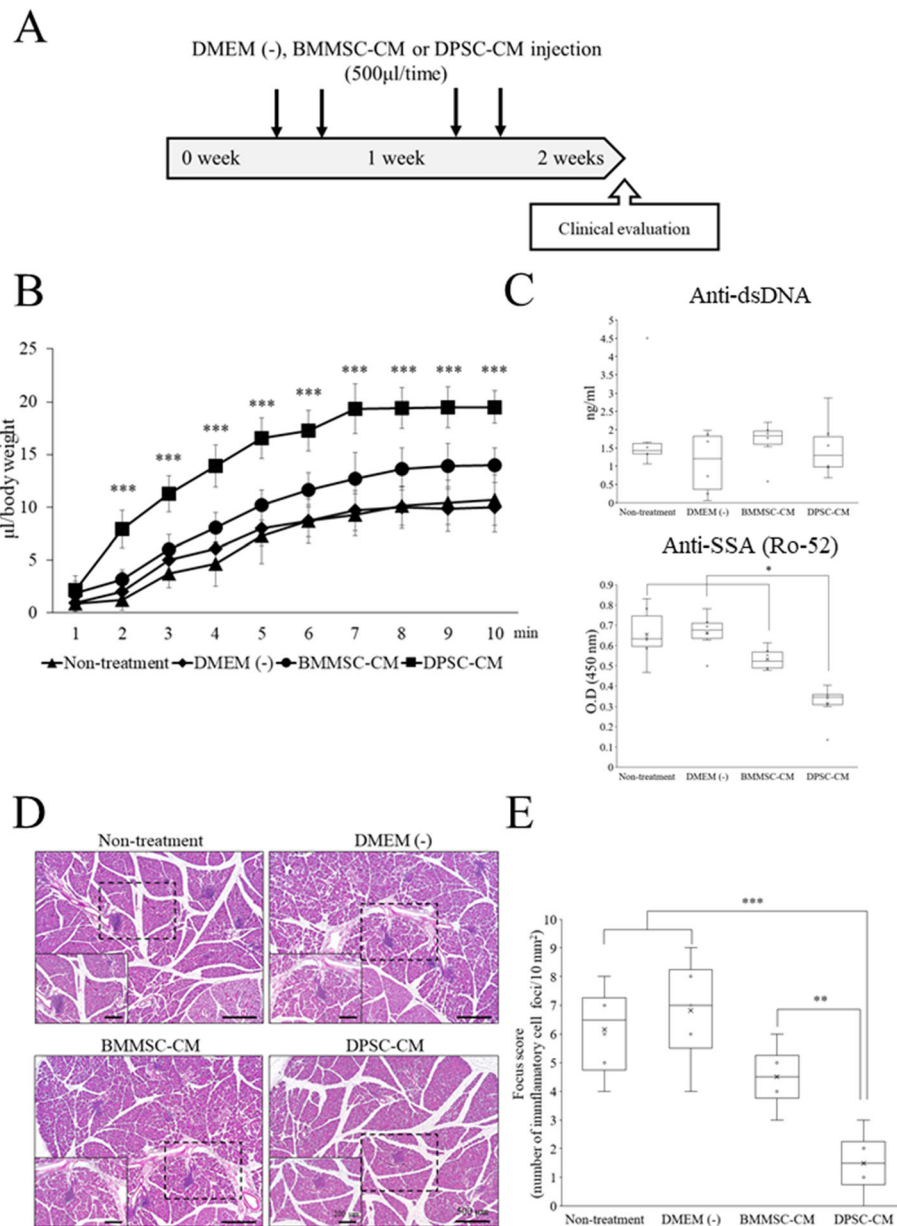 A
DMEM (-), BMMSC-CM or DPSC-CM injection
(500μl/time)
0 week 1 week 2 weeks
Clinical evaluation
B
25
20
15
10
5
0
μl/body weight
*** *** *** *** *** *** *** *** ***
1 2 3 4 5 6 7 8 9 10 min
Non-treatment DMEM (-) BMMSC-CM DPSC-CM
C
Anti-dsDNA
5
4.5
4
3.5
3
2.5
2
1.5
1
0.5
0
ng/ml
Non-treatment DMEM (-) BMMSC-CM DPSC-CM
Anti-SSA (Ro-52)
*
0.9
0.8
0.7
0.6
0.5
0.4
0.3
0.2
0.1
0
O.D (450 nm)
Non-treatment DMEM (-) BMMSC-CM DPSC-CM
D
Non-treatment DMEM (-)
BMMSC-CM DPSC-CM
200 μm
500 μm
E
***
**
10
9
8
7
6
5
4
3
2
1
0
Focus score
(number of immflamatory cell foci/10 mm²)
Non-treatment DMEM (-) BMMSC-CM DPSC-CM